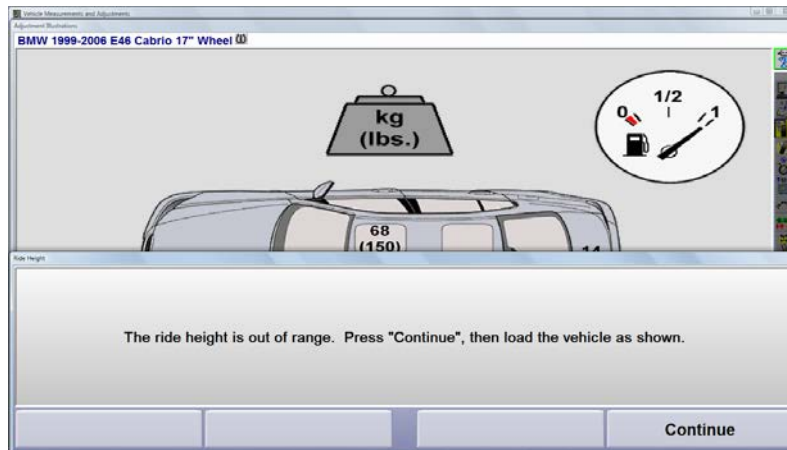 Vehicle Measurements and Adjustments
Adjustment Illustrations
BMW 1999-2006 E46 Cabrio 17" Wheel
kg
(lbs.)
0 1/2 1
68
(150)
14
Ride Height
The ride height is out of range. Press "Continue", then load the vehicle as shown.
Continue